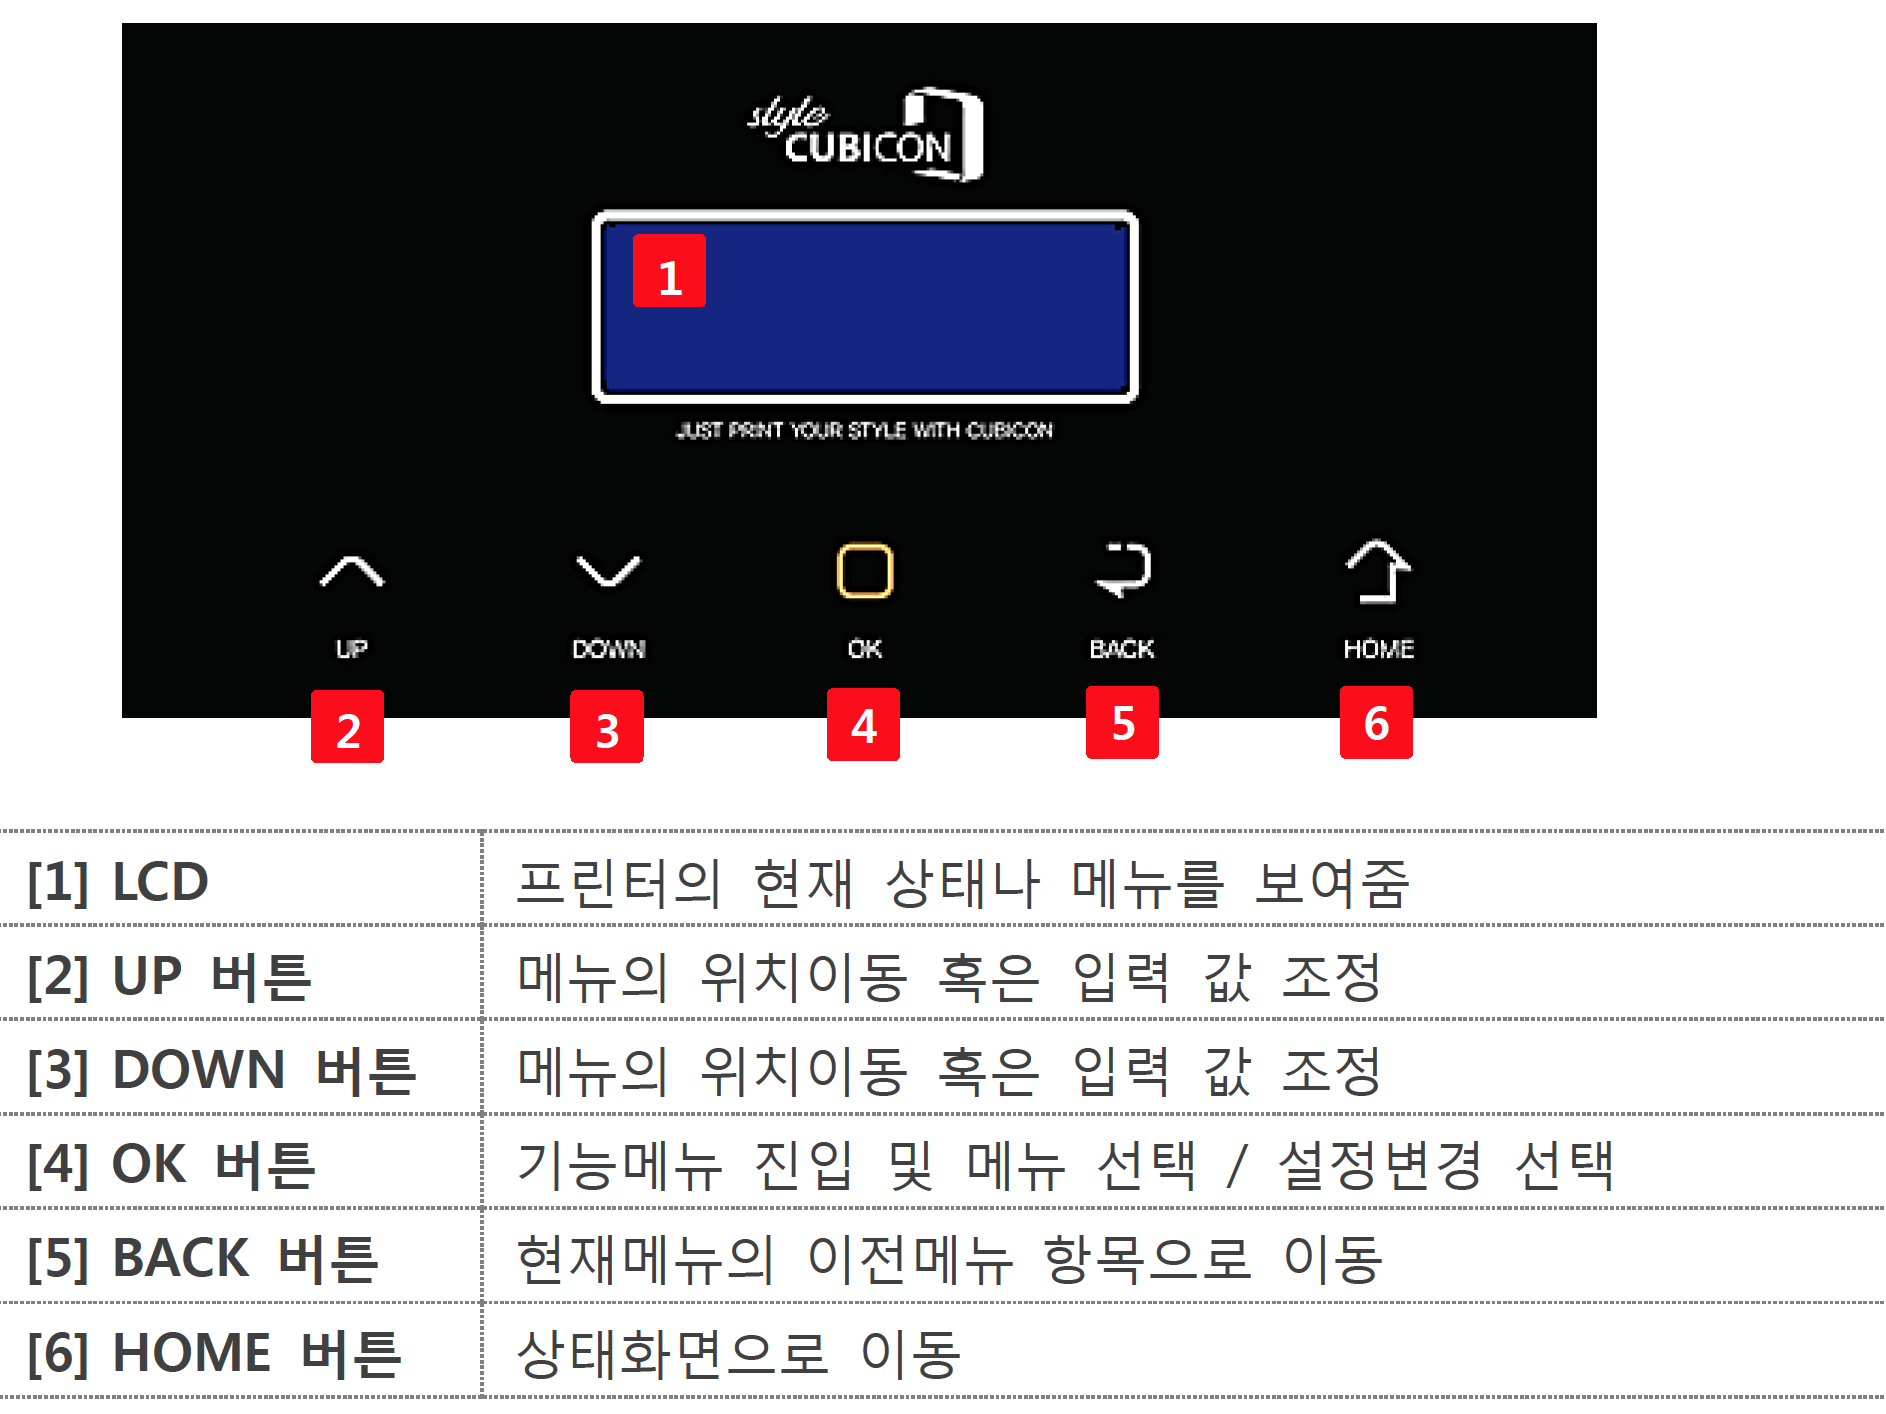 style
CUBICON
1
JUST PRINT YOUR STYLE WITH CUBICON
UP DOWN OK BACK HOME
2 3 4 5 6
[1] LCD 프린터의 현재 상태나 메뉴를 보여줌
[2] UP 버튼 메뉴의 위치이동 혹은 입력 값 조정
[3] DOWN 버튼 메뉴의 위치이동 혹은 입력 값 조정
[4] OK 버튼 기능메뉴 진입 및 메뉴 선택 / 설정변경 선택
[5] BACK 버튼 현재메뉴의 이전메뉴 항목으로 이동
[6] HOME 버튼 상태화면으로 이동